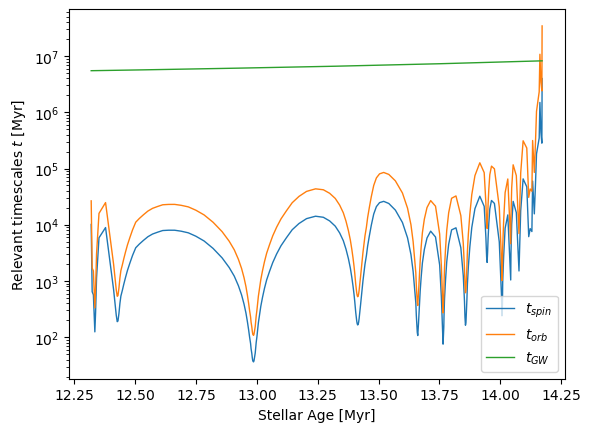 Relevant timescales t [Myr]
10^7
10^6
10^5
10^4
10^3
10^2
12.25 12.50 12.75 13.00 13.25 13.50 13.75 14.00 14.25
Stellar Age [Myr]
t_spin
t_orb
t_GW